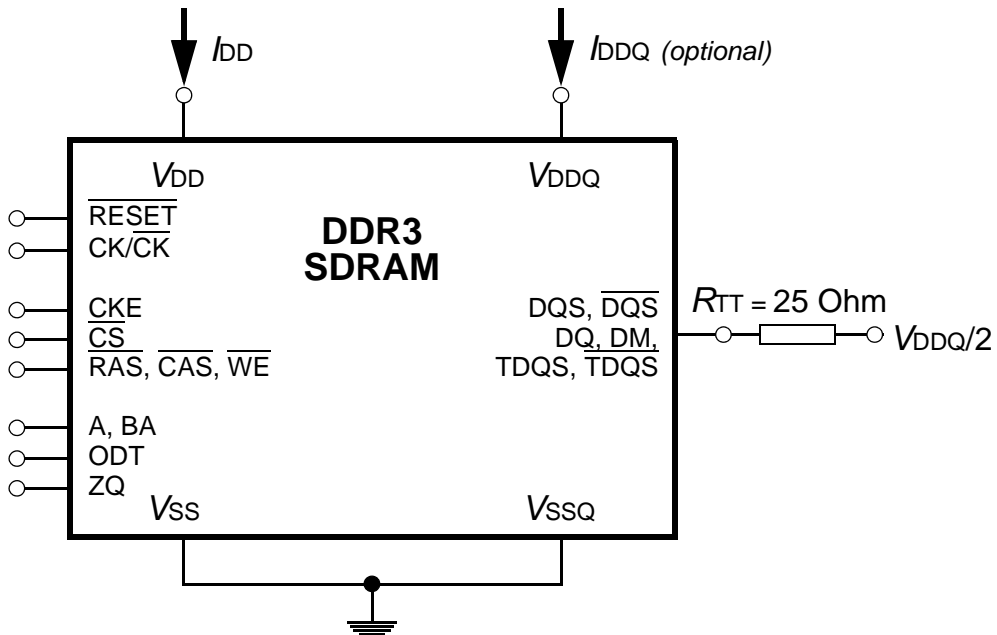 IDD
IDDQ (optional)
VDD
VDDQ
RESET
CK/CK
DDR3
SDRAM
CKE
CS
RAS, CAS, WE
DQS, DQS
DQ, DM,
TDQS, TDQS
RTT = 25 Ohm
VDDQ/2
A, BA
ODT
ZQ
VSS
VSSQ